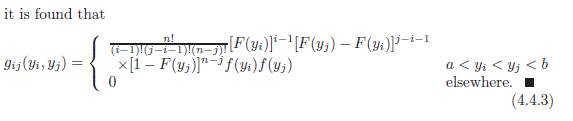 it is found that
g_{ij}(y_i, y_j) = { \frac{n!}{(i−1)!(j−i−1)!(n−j)!}[F(y_i)]^{i−1}[F(y_j) − F(y_i)]^{j−i−1}
×[1 − F(y_j)]^{n−j} f(y_i)f(y_j) a < y_i < y_j < b
0 elsewhere. ■
(4.4.3)